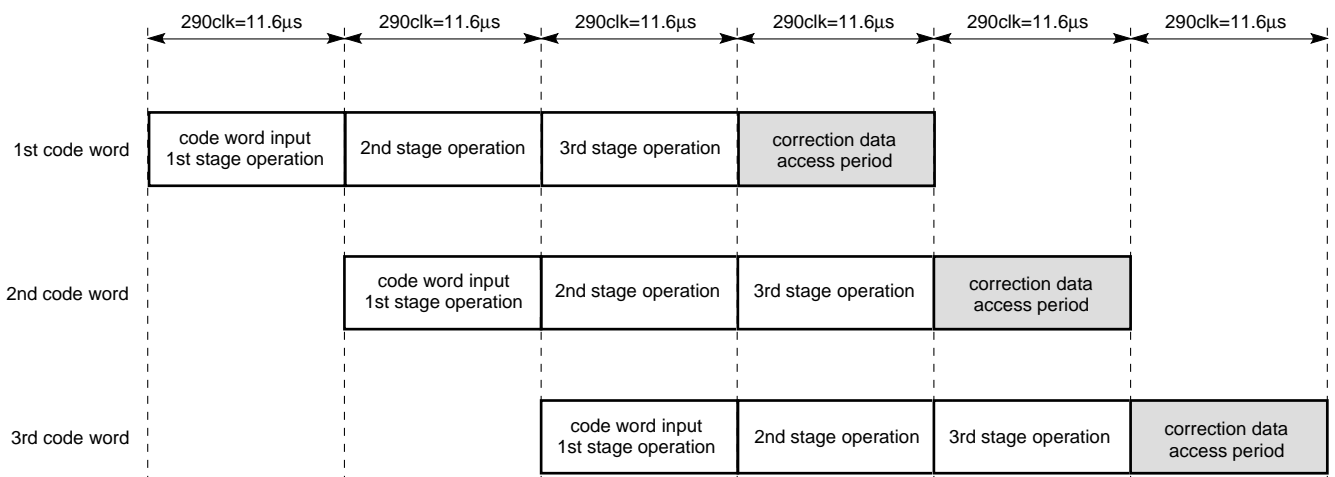 290clk=11.6μs 290clk=11.6μs 290clk=11.6μs 290clk=11.6μs 290clk=11.6μs 290clk=11.6μs
1st code word
code word input
1st stage operation
2nd stage operation
3rd stage operation
correction data
access period
2nd code word
code word input
1st stage operation
2nd stage operation
3rd stage operation
correction data
access period
3rd code word
code word input
1st stage operation
2nd stage operation
3rd stage operation
correction data
access period